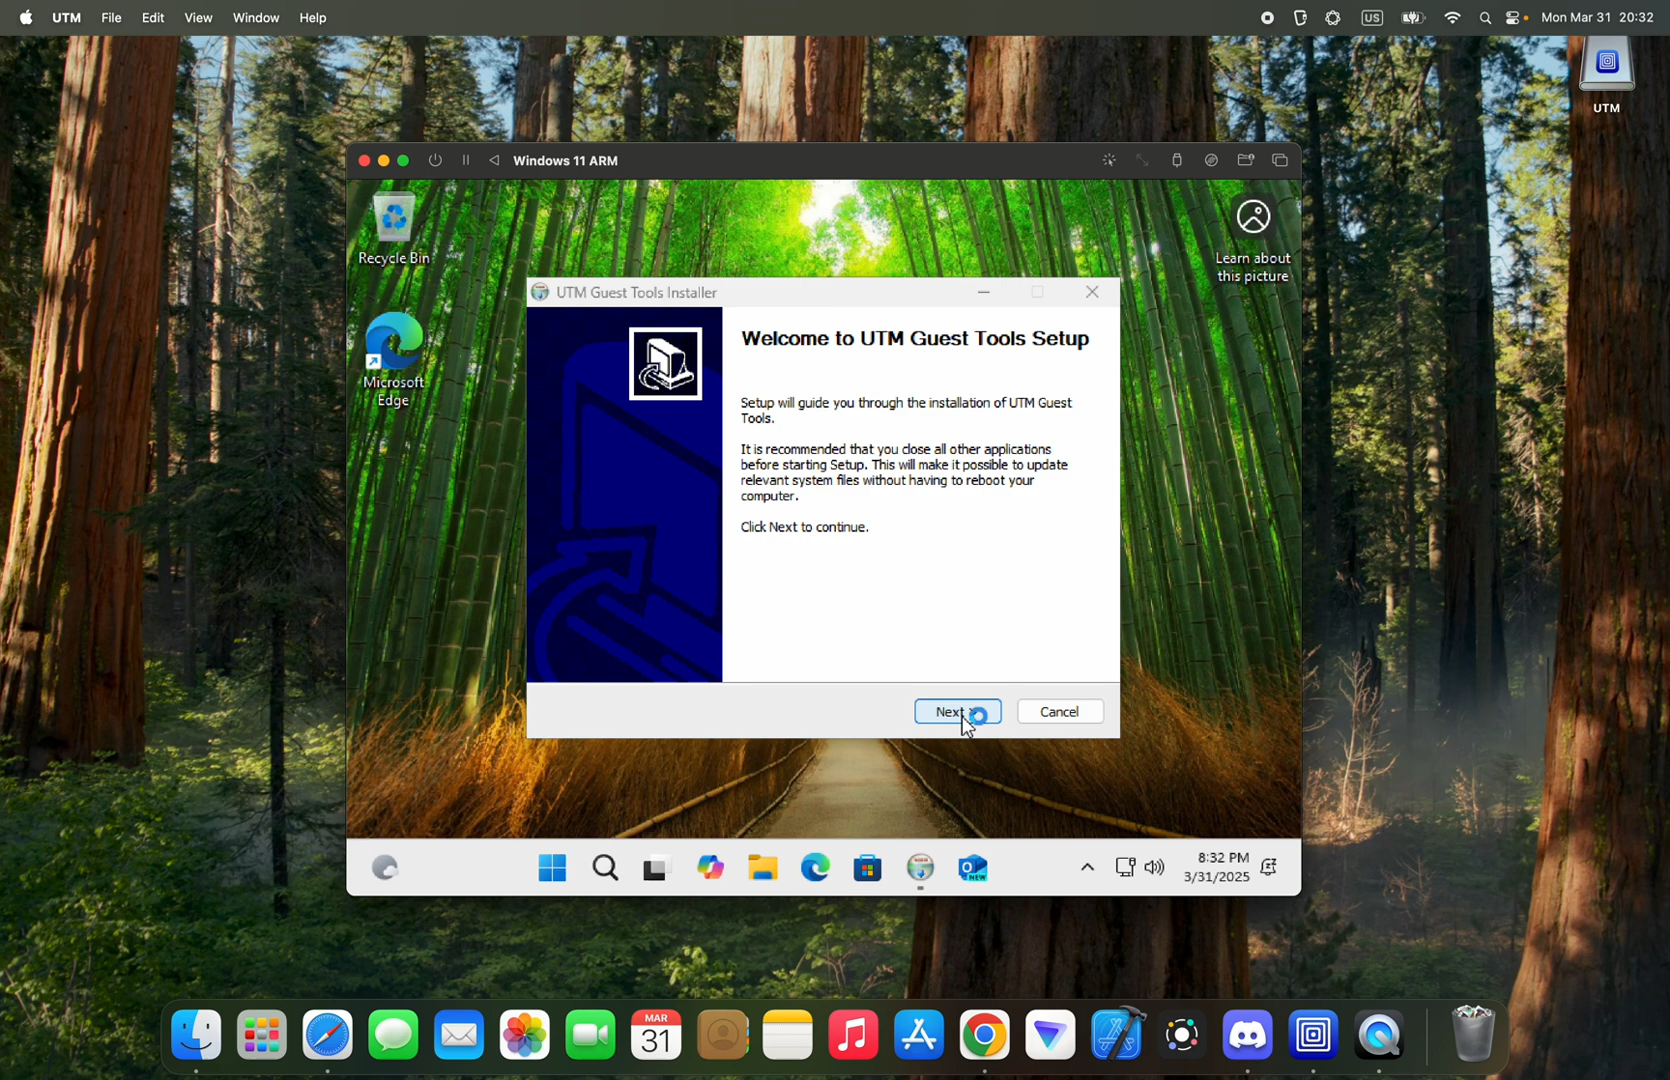 UTM File Edit View Window Help
US
Mon Mar 31 20:32
UTM
Windows 11 ARM
Recycle Bin
Learn about
this picture
Microsoft
Edge
UTM Guest Tools Installer
Welcome to UTM Guest Tools Setup
Setup will guide you through the installation of UTM Guest
Tools.
It is recommended that you close all other applications
before starting Setup. This will make it possible to update
relevant system files without having to reboot your
computer.
Click Next to continue.
Next
Cancel
NEW
8:32 PM
3/31/2025
MAR
31